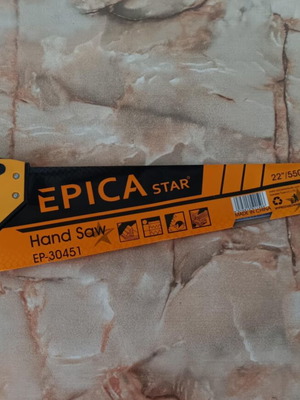 EPICA STAR®
22"/550
Hand Saw
EP-30451
MADE IN CHINA